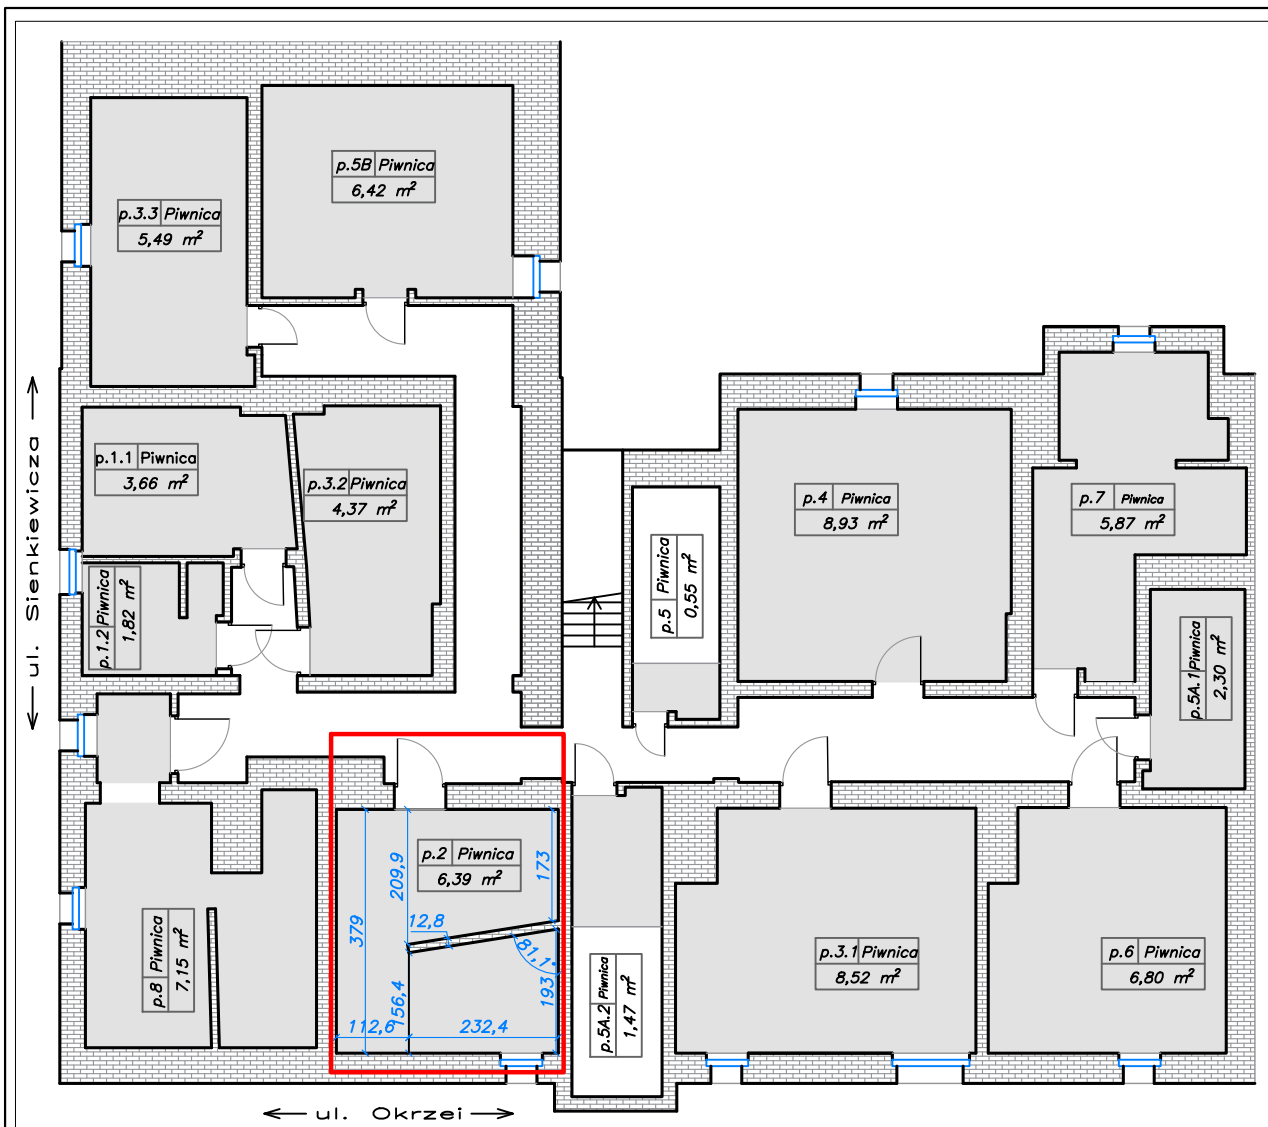 p.5B Piwnica
6,42 m²
p.3.3 Piwnica
5,49 m²
p.1.1 Piwnica
3,66 m²
p.3.2 Piwnica
4,37 m²
p.4 Piwnica
8,93 m²
p.7 Piwnica
5,87 m²
ul. Sienkiewicza
p.1.2 Piwnica
1,82 m²
p.5 Piwnica
0,55 m²
p.5A.1 Piwnica
2,30 m²
p.2 Piwnica
6,39 m²
209,9
173
379
12,8
81,1°
156,4
193
112,6
232,4
p.8 Piwnica
7,15 m²
p.5A.2 Piwnica
1,47 m²
p.3.1 Piwnica
8,52 m²
p.6 Piwnica
6,80 m²
ul. Okrzei